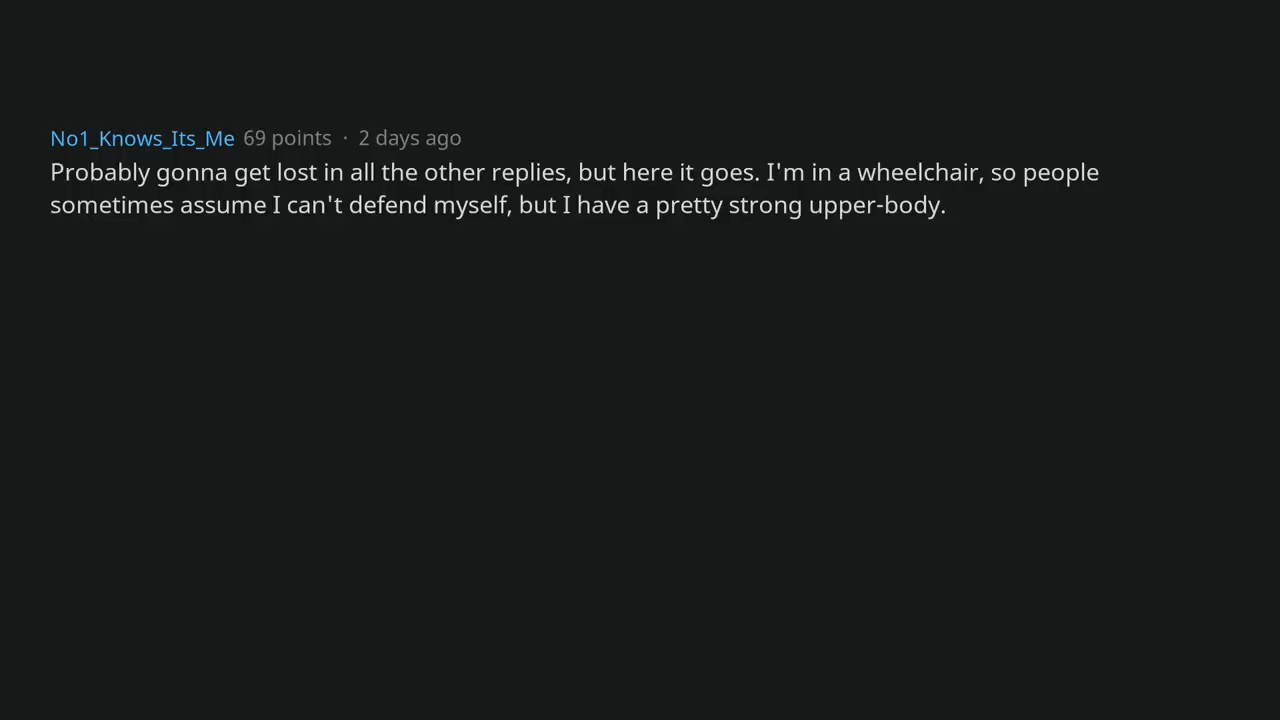 No1_Knows_Its_Me 69 points · 2 days ago
Probably gonna get lost in all the other replies, but here it goes. I'm in a wheelchair, so people
sometimes assume I can't defend myself, but I have a pretty strong upper-body.